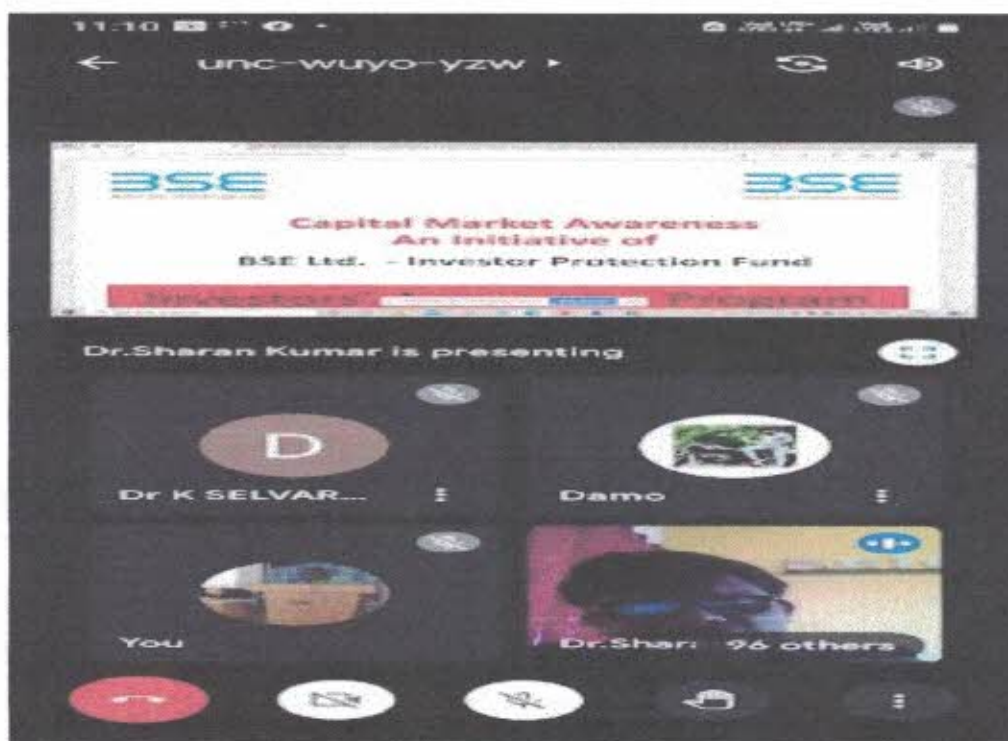 11:10
unc-wuyo-yzw
BSE BSE
Capital Market Awareness
An Initiative of
BSE Ltd. - Investor Protection Fund
Investors' Program
Dr.Sharan Kumar is presenting
D
Dr K SELVAR... Damo
You Dr.Shar: 96 others